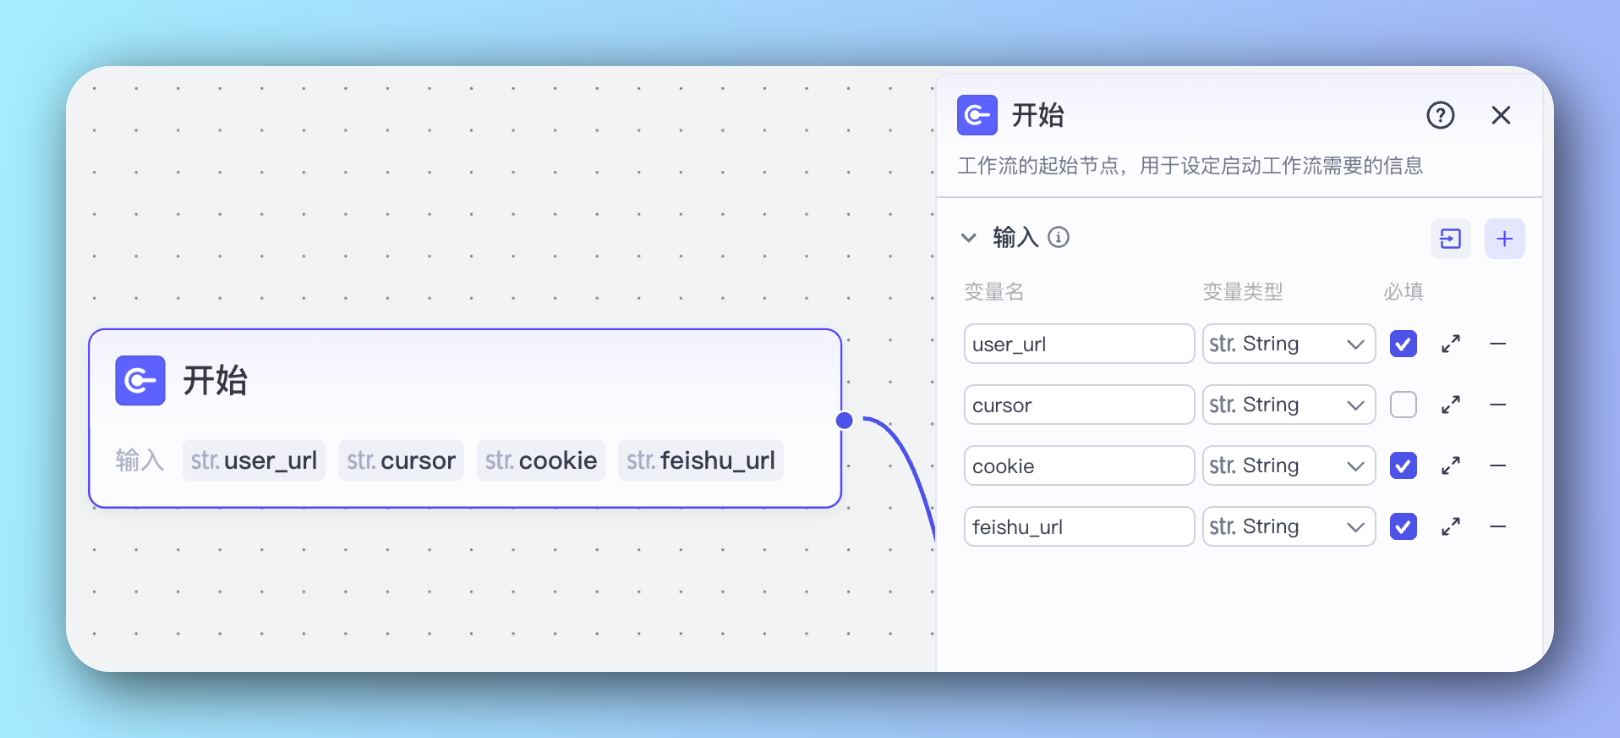 开始
输入 str. user_url str. cursor str. cookie str. feishu_url
开始
工作流的起始节点，用于设定启动工作流需要的信息
输入
变量名 变量类型 必填
user_url str. String
cursor str. String
cookie str. String
feishu_url str. String